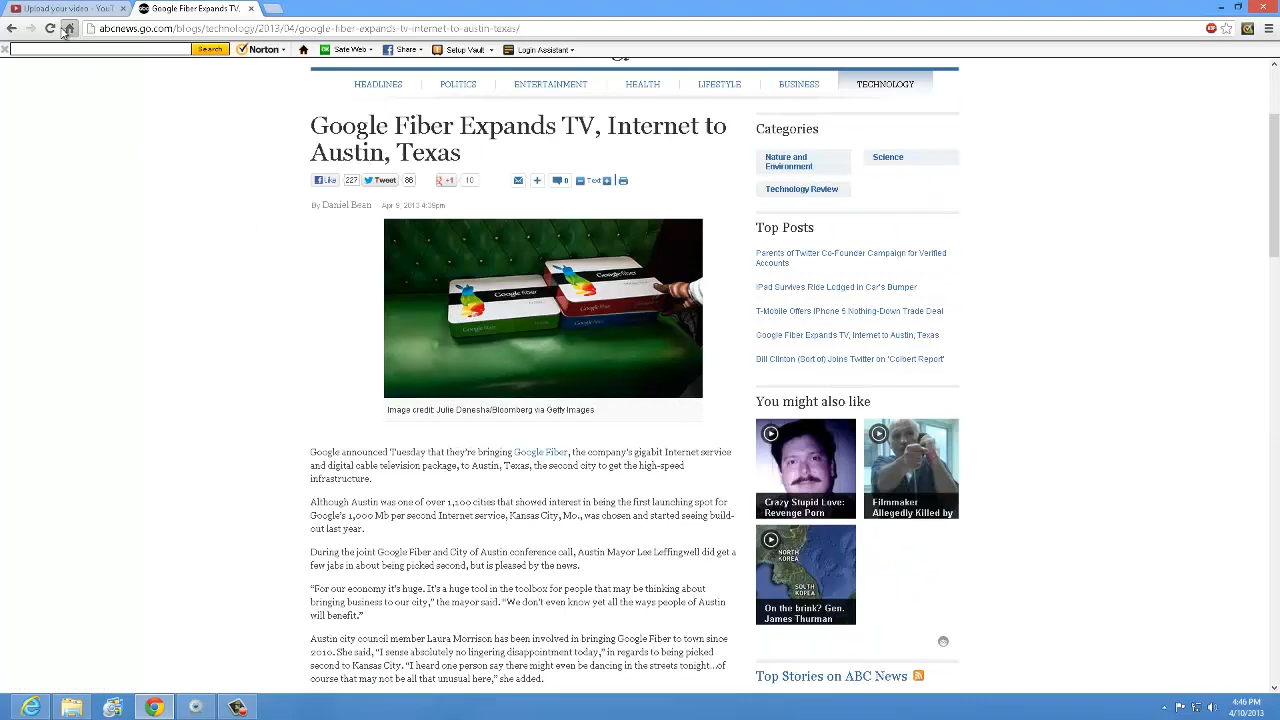 Upload your video - YouTu
Google Fiber Expands TV,
abcnews.go.com/blogs/technology/2013/04/google-fiber-expands-tv-internet-to-austin-texas/
Search
Norton
Safe Web
Share
Setup Vault
Login Assistant
HEADLINES
POLITICS
ENTERTAINMENT
HEALTH
LIFESTYLE
BUSINESS
TECHNOLOGY
Google Fiber Expands TV, Internet to
Austin, Texas
Like
227
Tweet
+1
10
0
Text
By Daniel Bean Apr 9, 2013 4:39pm
Google fiber
Google fiber
Image credit: Julie Denesha/Bloomberg via Getty Images
Google announced Tuesday that they're bringing Google Fiber, the company's gigabit Internet service
and digital cable television package, to Austin, Texas, the second city to get the high-speed
infrastructure.
Although Austin was one of over 1,100 cities that showed interest in being the first launching spot for
Google's 1,000 Mb per second Internet service, Kansas City, Mo., was chosen and started seeing build-
out last year.
During the joint Google Fiber and City of Austin conference call, Austin Mayor Lee Leffingwell did get a
few jabs in about being picked second, but is pleased by the news.
"For our economy it's huge. It's a huge tool in the toolbox for people that may be thinking about
bringing business to our city," the mayor said. "We don't even know yet all the ways people of Austin
will benefit."
Austin city council member Laura Morrison has been involved in bringing Google Fiber to town since
2010. She said, "I sense absolutely no lingering disappointment today," in regards to being picked
second to Kansas City. "I heard one person say there might even be dancing in the streets tonight…of
course that may not be all that unusual here," she added.
Categories
Nature and
Environment
Science
Technology Review
Top Posts
Parents of Twitter Co-Founder Campaign for Verified
Accounts
iPad Survives Ride Lodged in Car's Bumper
T-Mobile Offers iPhone 5 Nothing-Down Trade Deal
Google Fiber Expands TV, Internet to Austin, Texas
Bill Clinton (Sort of) Joins Twitter on 'Colbert Report'
You might also like
Crazy Stupid Love:
Revenge Porn
Filmmaker
Allegedly Killed by
NORTH
KOREA
SOUTH
KOREA
On the brink? Gen.
James Thurman
Top Stories on ABC News
4:46 PM
4/10/2013